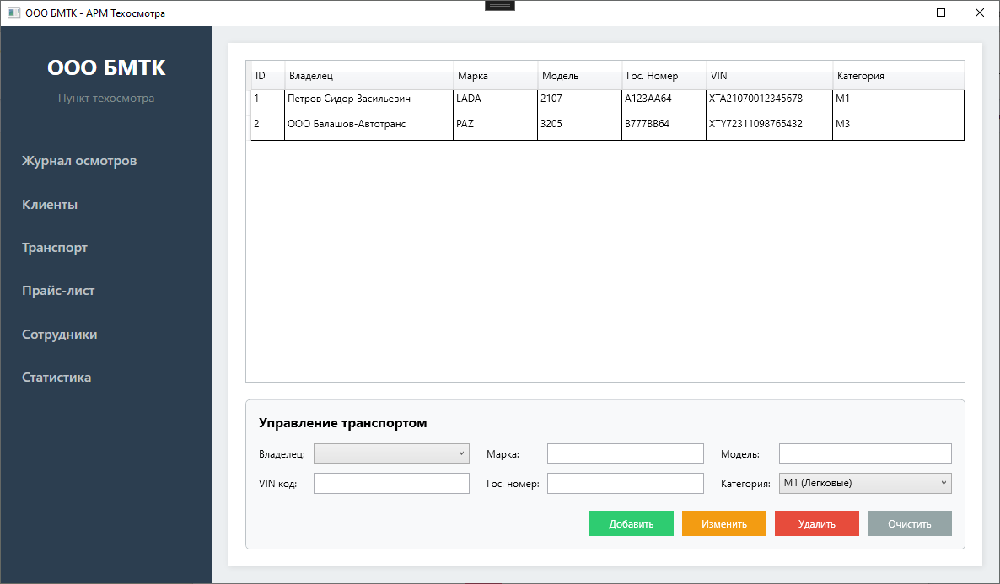 ООО БМТК - АРМ Техосмотра
ООО БМТК
Пункт техосмотра
Журнал осмотров
Клиенты
Транспорт
Прайс-лист
Сотрудники
Статистика
ID Владелец Марка Модель Гос. Номер VIN Категория
1 Петров Сидор Васильевич LADA 2107 А123АА64 XTA21070012345678 M1
2 ООО Балашов-Автотранс PAZ 3205 В777ВВ64 XTY72311098765432 M3
Управление транспортом
Владелец: Марка: Модель:
VIN код: Гос. номер: Категория: M1 (Легковые)
Добавить Изменить Удалить Очистить